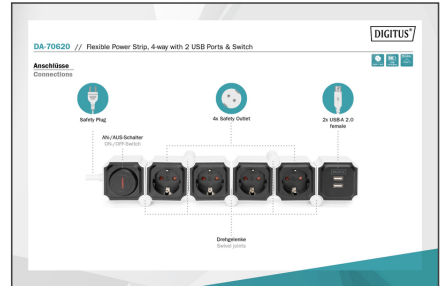 DIGITUS®
DA-70620 // Flexible Power Strip, 4-way with 2 USB Ports & Switch
Anschlüsse
Connections
Safety Plug
4x Safety Outlet
2x USB-A 2.0
female
AN-/AUS-Schalter
ON-/OFF-Switch
Drehgelenke
Swivel joints